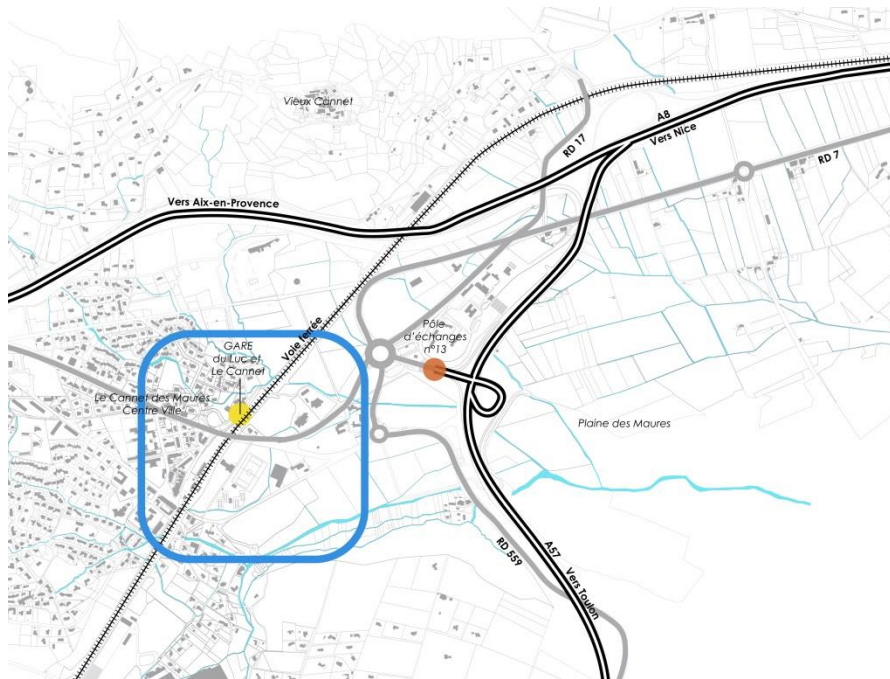 Vieux Cannet
A8
Vers Nice
RD 17
RD 7
Vers Aix-en-Provence
Voie ferrée
Pôle
d'échanges
n°13
GARE
du Luc et
Le Cannet
Le Cannet des Maures
Centre Ville
Plaine des Maures
RD 559
A57
Vers Toulon